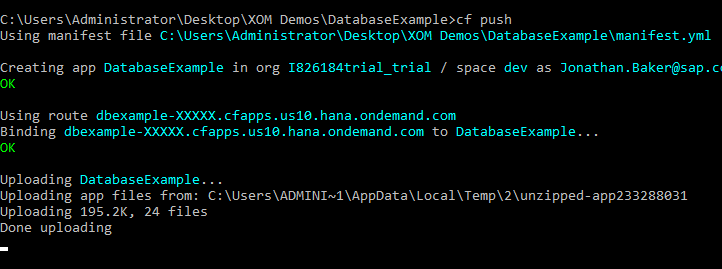 C:\Users\Administrator\Desktop\XOM Demos\DatabaseExample>cf push
Using manifest file C:\Users\Administrator\Desktop\XOM Demos\DatabaseExample\manifest.yml
Creating app DatabaseExample in org I826184trial_trial / space dev as Jonathan.Baker@sap.c
OK
Using route dbexample-XXXXX.cfapps.us10.hana.ondemand.com
Binding dbexample-XXXXX.cfapps.us10.hana.ondemand.com to DatabaseExample...
OK
Uploading DatabaseExample...
Uploading app files from: C:\Users\ADMINI~1\AppData\Local\Temp\2\unzipped-app233288031
Uploading 195.2K, 24 files
Done uploading